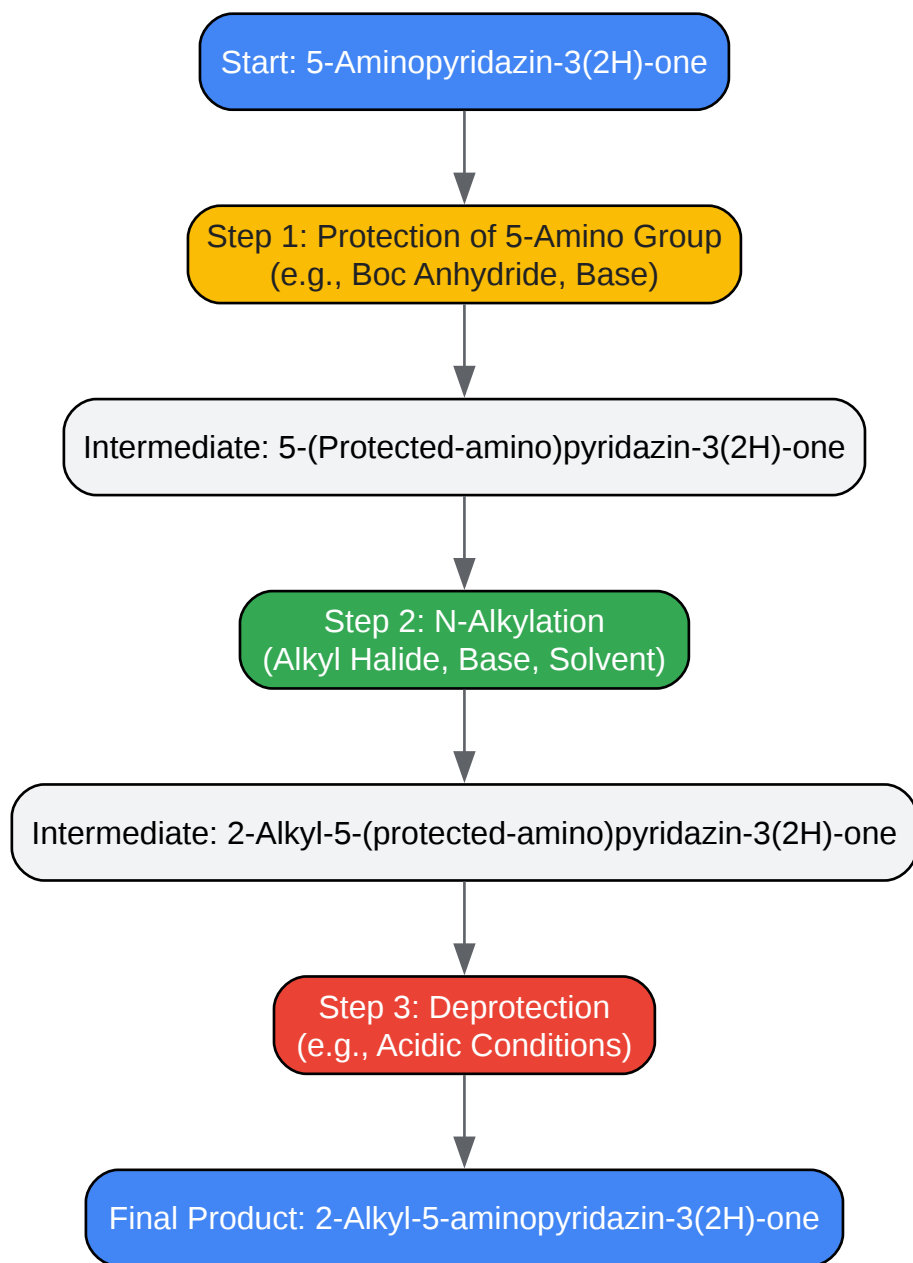 Start: 5-Aminopyridazin-3(2H)-one
Step 1: Protection of 5-Amino Group
(e.g., Boc Anhydride, Base)
Intermediate: 5-(Protected-amino)pyridazin-3(2H)-one
Step 2: N-Alkylation
(Alkyl Halide, Base, Solvent)
Intermediate: 2-Alkyl-5-(protected-amino)pyridazin-3(2H)-one
Step 3: Deprotection
(e.g., Acidic Conditions)
Final Product: 2-Alkyl-5-aminopyridazin-3(2H)-one